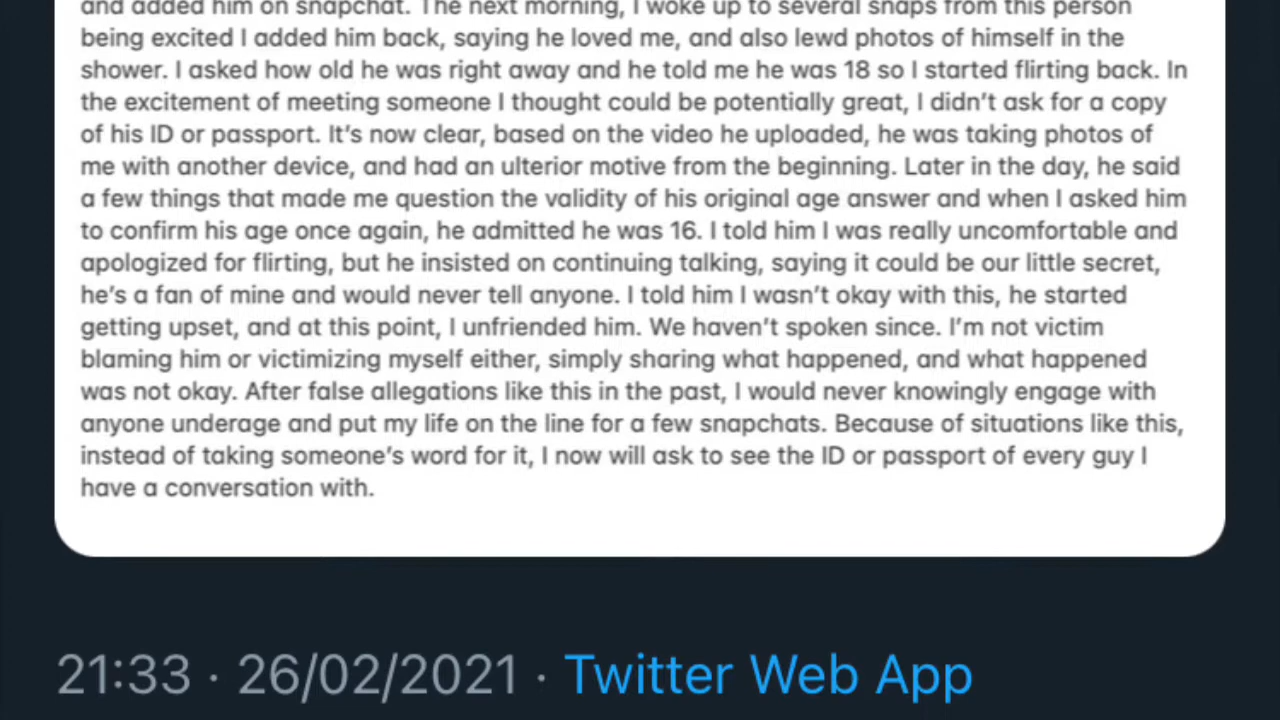 and added him on snapchat. The next morning, I woke up to several snaps from this person
being excited I added him back, saying he loved me, and also lewd photos of himself in the
shower. I asked how old he was right away and he told me he was 18 so I started flirting back. In
the excitement of meeting someone I thought could be potentially great, I didn't ask for a copy
of his ID or passport. It's now clear, based on the video he uploaded, he was taking photos of
me with another device, and had an ulterior motive from the beginning. Later in the day, he said
a few things that made me question the validity of his original age answer and when I asked him
to confirm his age once again, he admitted he was 16. I told him I was really uncomfortable and
apologized for flirting, but he insisted on continuing talking, saying it could be our little secret,
he's a fan of mine and would never tell anyone. I told him I wasn't okay with this, he started
getting upset, and at this point, I unfriended him. We haven't spoken since. I'm not victim
blaming him or victimizing myself either, simply sharing what happened, and what happened
was not okay. After false allegations like this in the past, I would never knowingly engage with
anyone underage and put my life on the line for a few snapchats. Because of situations like this,
instead of taking someone's word for it, I now will ask to see the ID or passport of every guy I
have a conversation with.
21:33 · 26/02/2021 · Twitter Web App